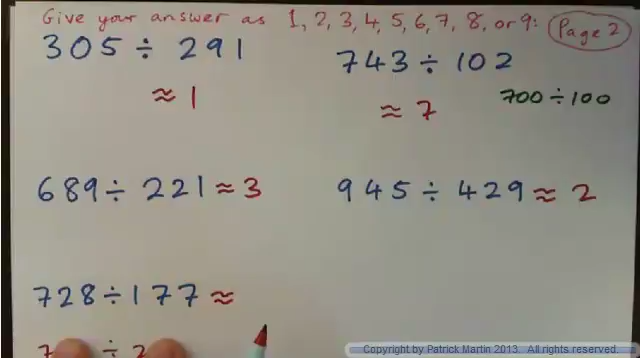 Give your answer as 1, 2, 3, 4, 5, 6, 7, 8, or 9:
Page 2
305 ÷ 291
≈ 1
743 ÷ 102
≈ 7
700 ÷ 100
689 ÷ 221 ≈ 3
945 ÷ 429 ≈ 2
728 ÷ 177 ≈
Copyright by Patrick Martin 2013. All rights reserved.